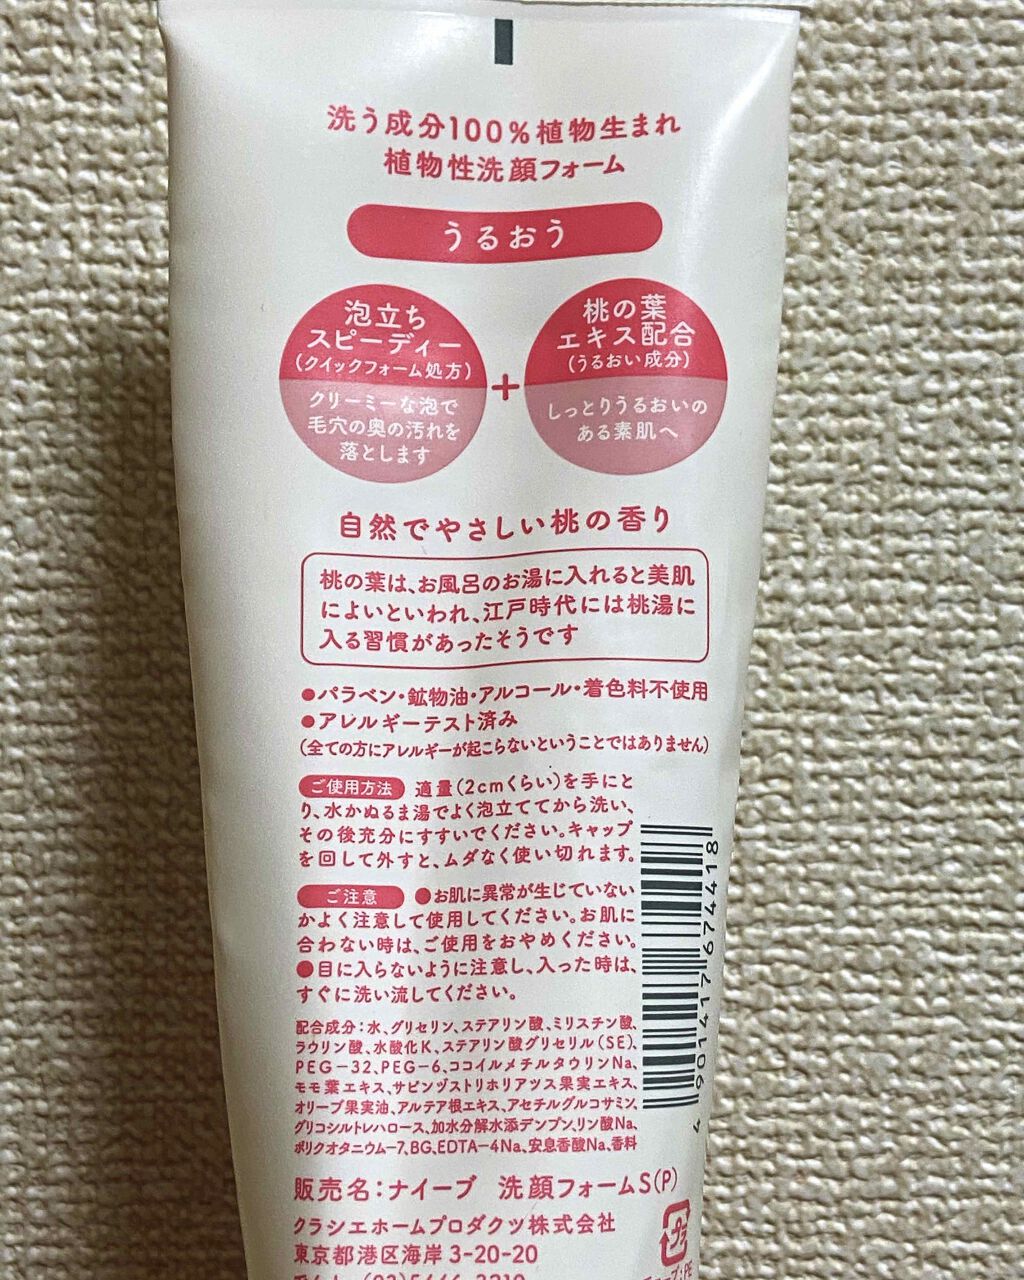 洗う成分100%植物生まれ
植物性洗顔フォーム
うるおう
泡立ち
スピーディー
(クイックフォーム処方)
クリーミーな泡で
毛穴の奥の汚れを
落とします
+
桃の葉
エキス配合
(うるおい成分)
しっとりうるおいの
ある素肌へ
自然でやさしい桃の香り
桃の葉は、お風呂のお湯に入れると美肌
によいといわれ、江戸時代には桃湯に
入る習慣があったそうです
●パラベン・鉱物油・アルコール・着色料不使用
●アレルギーテスト済み
(全ての方にアレルギーが起こらないということではありません)
ご使用方法 適量(2cmくらい)を手にと
り、水かぬるま湯でよく泡立ててから洗い、
その後充分にすすいでください。キャップ
を回して外すと、ムダなく使い切れます。
ご注意 ●お肌に異常が生じていない
かよく注意して使用してください。お肌に
合わない時は、ご使用をおやめください。
●目に入らないように注意し、入った時は、
すぐに洗い流してください。
配合成分:水、グリセリン、ステアリン酸、ミリスチン酸、
ラウリン酸、水酸化K、ステアリン酸グリセリル(SE)、
PEG-32、PEG-6、ココイルメチルタウリンNa、
モモ葉エキス、サピンヅストリホリアツス果実エキス、
オリーブ果実油、アルテア根エキス、アセチルグルコサミン、
グリコシルトレハロース、加水分解水添デンプン、リン酸Na、
ポリクオタニウム-7、BG、EDTA-4Na、安息香酸Na、香料
4901417674418
販売名:ナイーブ 洗顔フォームS(P)
クラシエホームプロダクツ株式会社
東京都港区海岸3-20-20
プラ